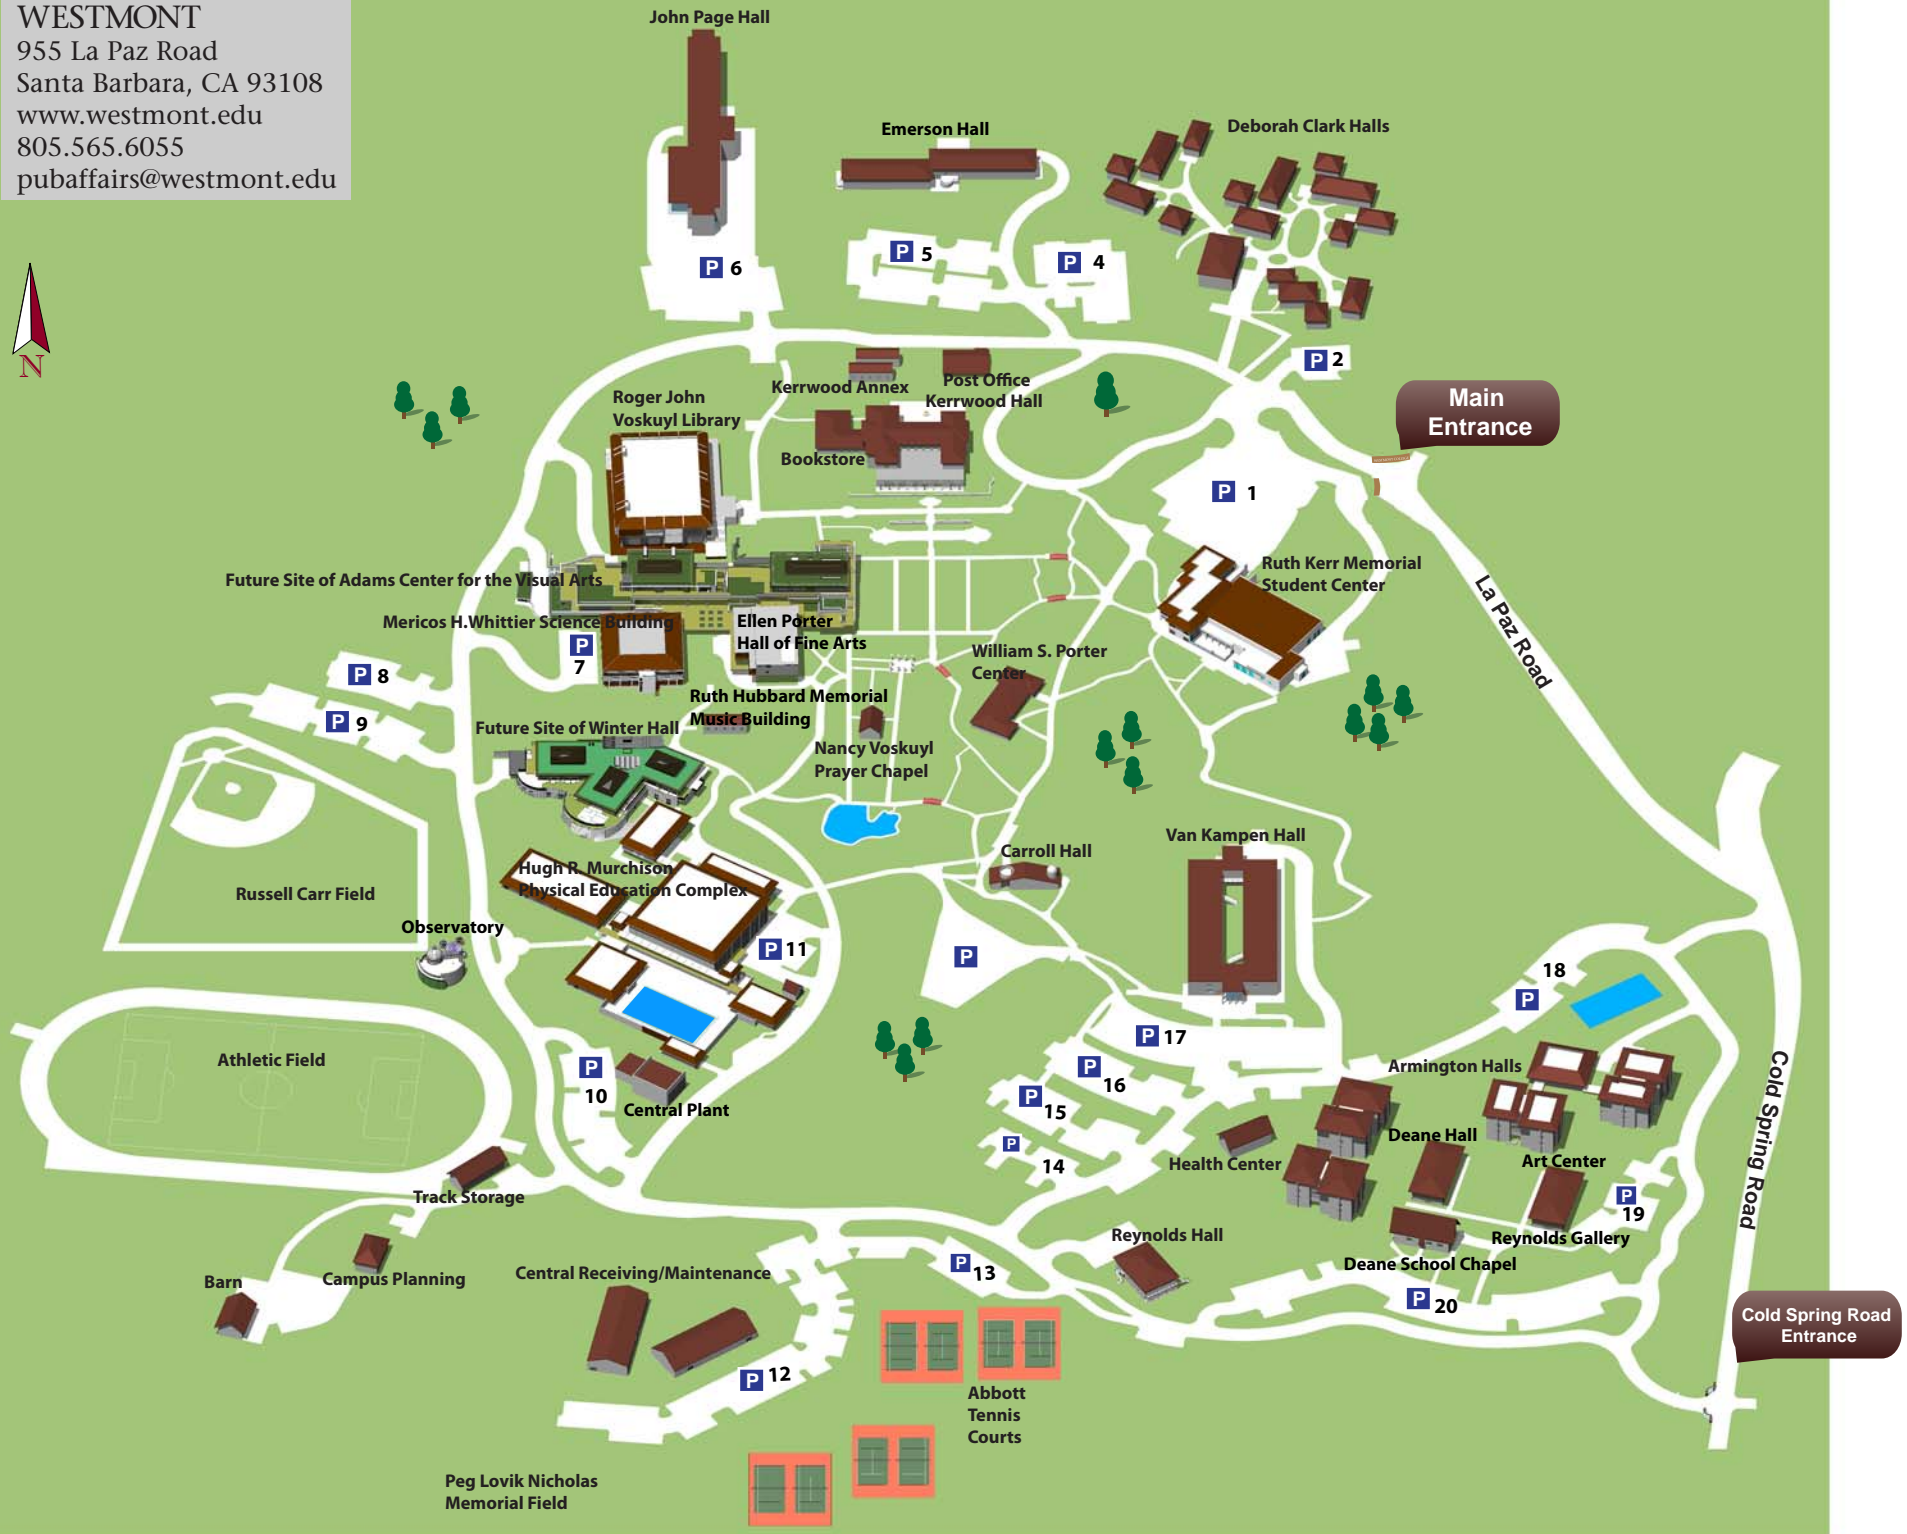 WESTMONT
955 La Paz Road
Santa Barbara, CA 93108
www.westmont.edu
805.565.6055
pubaffairs@westmont.edu
N
John Page Hall
Emerson Hall
Deborah Clark Halls
P 6
P 5
P 4
P 2
Main
Entrance
Kerrwood Annex
Post Office
Kerrwood Hall
Roger John
Voskuyl Library
Bookstore
P 1
Ruth Kerr Memorial
Student Center
La Paz Road
Future Site of Adams Center for the Visual Arts
Mericos H.Whittier Science Building
Ellen Porter
Hall of Fine Arts
P
7
William S. Porter
Center
P 8
P 9
Ruth Hubbard Memorial
Music Building
Future Site of Winter Hall
Nancy Voskuyl
Prayer Chapel
Van Kampen Hall
Carroll Hall
Hugh R. Murchison
Physical Education Complex
Russell Carr Field
Observatory
P 11
P
18
P
P 17
Athletic Field
P
10
Central Plant
P
16
P
15
P
14
Armington Halls
Cold Spring Road
Deane Hall
Art Center
Health Center
Track Storage
P
19
Reynolds Hall
Reynolds Gallery
Deane School Chapel
Barn
Campus Planning
Central Receiving/Maintenance
P 13
P 20
Cold Spring Road
Entrance
P 12
Abbott
Tennis
Courts
Peg Lovik Nicholas
Memorial Field